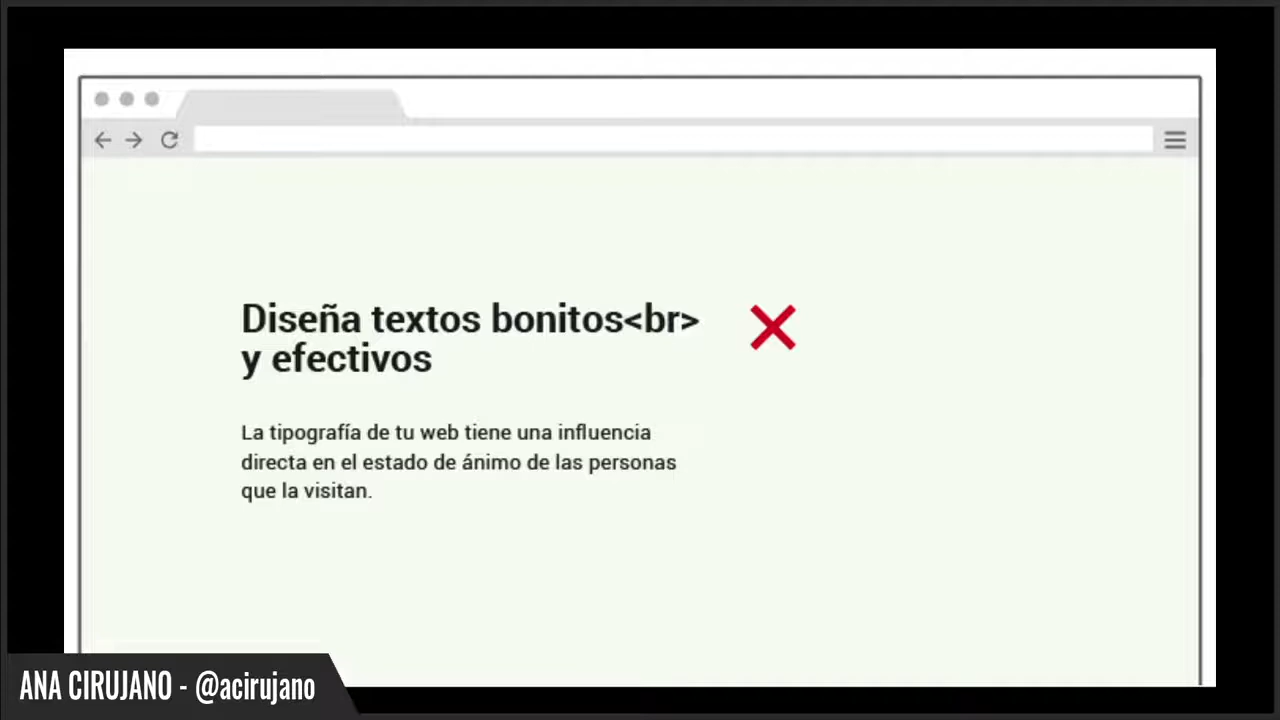 Diseña textos bonitos<br>
y efectivos
La tipografía de tu web tiene una influencia
directa en el estado de ánimo de las personas
que la visitan.
ANA CIRUJANO - @acirujano